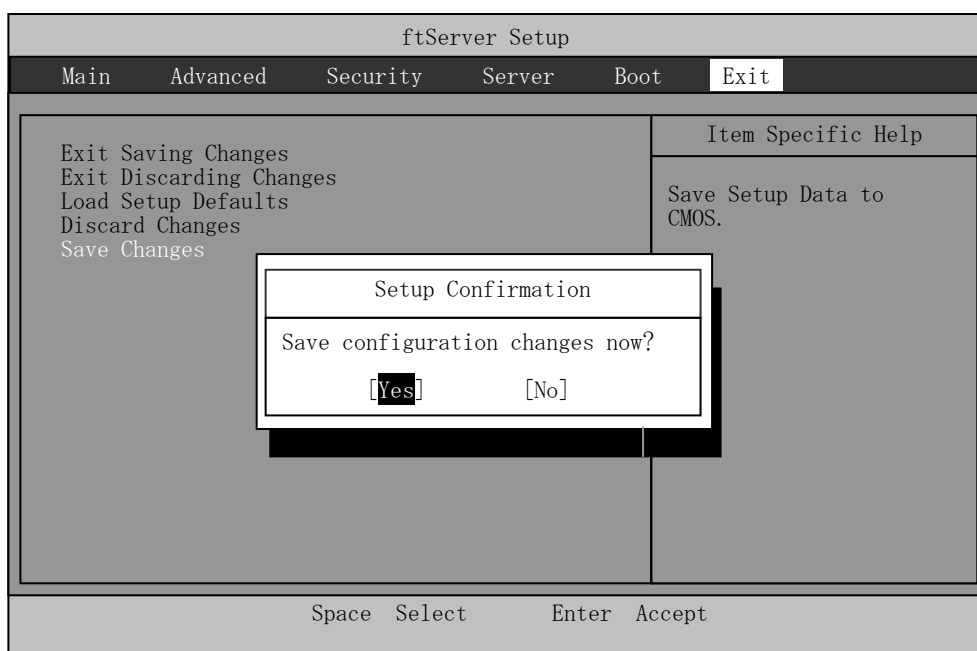 ftServer Setup
Main Advanced Security Server Boot Exit
Exit Saving Changes
Exit Discarding Changes
Load Setup Defaults
Discard Changes
Save Changes
Item Specific Help
Save Setup Data to
CMOS.
Setup Confirmation
Save configuration changes now?
[Yes] [No]
Space Select Enter Accept